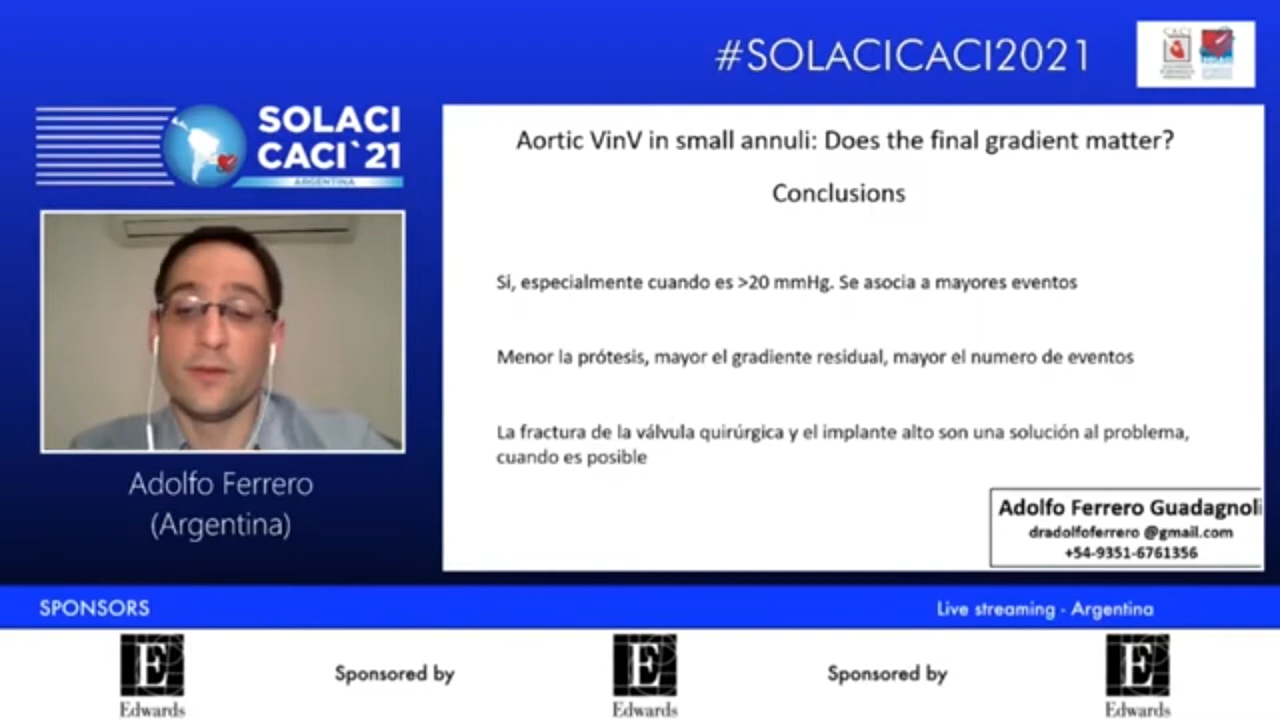 #SOLACICACI2021
CACI
SOLACI
CACI`21
ARGENTINA
Aortic VinV in small annuli: Does the final gradient matter?
Conclusions
Si, especialmente cuando es >20 mmHg. Se asocia a mayores eventos
Menor la prótesis, mayor el gradiente residual, mayor el numero de eventos
La fractura de la válvula quirúrgica y el implante alto son una solución al problema,
cuando es posible
Adolfo Ferrero Guadagnoli
dradolfoferrero @gmail.com
+54-9351-6761356
Adolfo Ferrero
(Argentina)
SPONSORS
Live streaming - Argentina
E
Edwards
Sponsored by
E
Edwards
Sponsored by
E
Edwards